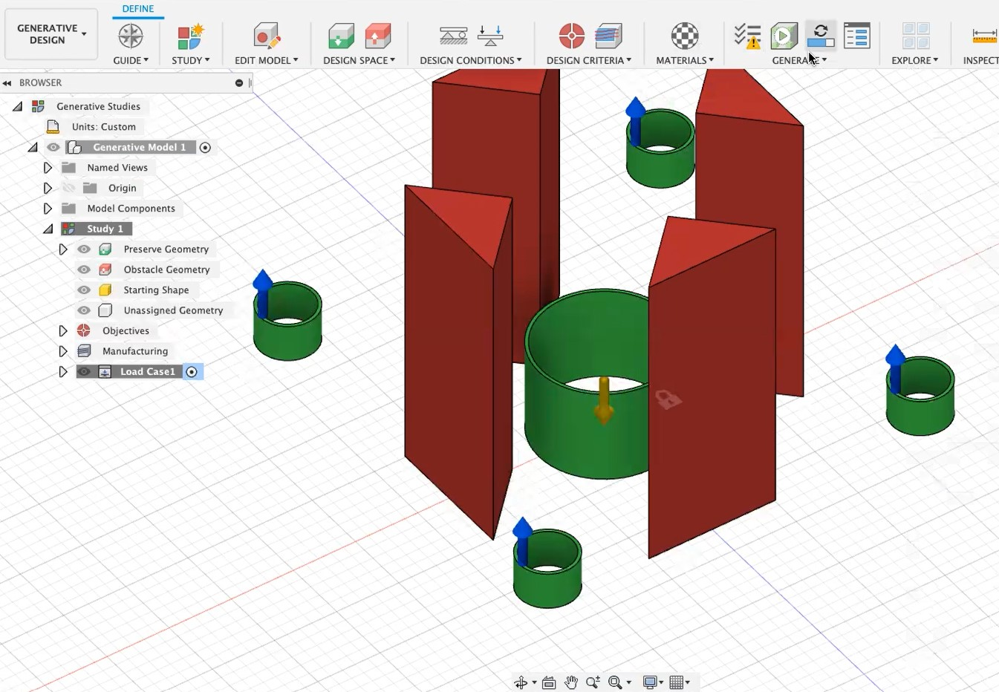 DEFINE
GENERATIVE
DESIGN
GUIDE
STUDY
EDIT MODEL
DESIGN SPACE
DESIGN CONDITIONS
DESIGN CRITERIA
MATERIALS
GENERATE
EXPLORE
INSPECT
BROWSER
Generative Studies
Units: Custom
Generative Model 1
Named Views
Origin
Model Components
Study 1
Preserve Geometry
Obstacle Geometry
Starting Shape
Unassigned Geometry
Objectives
Manufacturing
Load Case1